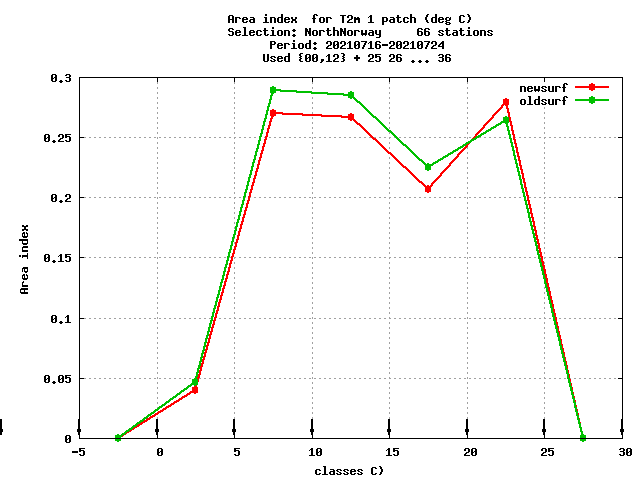 Area index  for T2m 1 patch (deg C)
Selection: NorthNorway     66 stations
Period: 20210716-20210724
Used {00,12} + 25 26 ... 36
newsurf
oldsurf
0.3
0.25
0.2
0.15
0.1
0.05
0
Area index
-5 0 5 10 15 20 25 30
classes C)